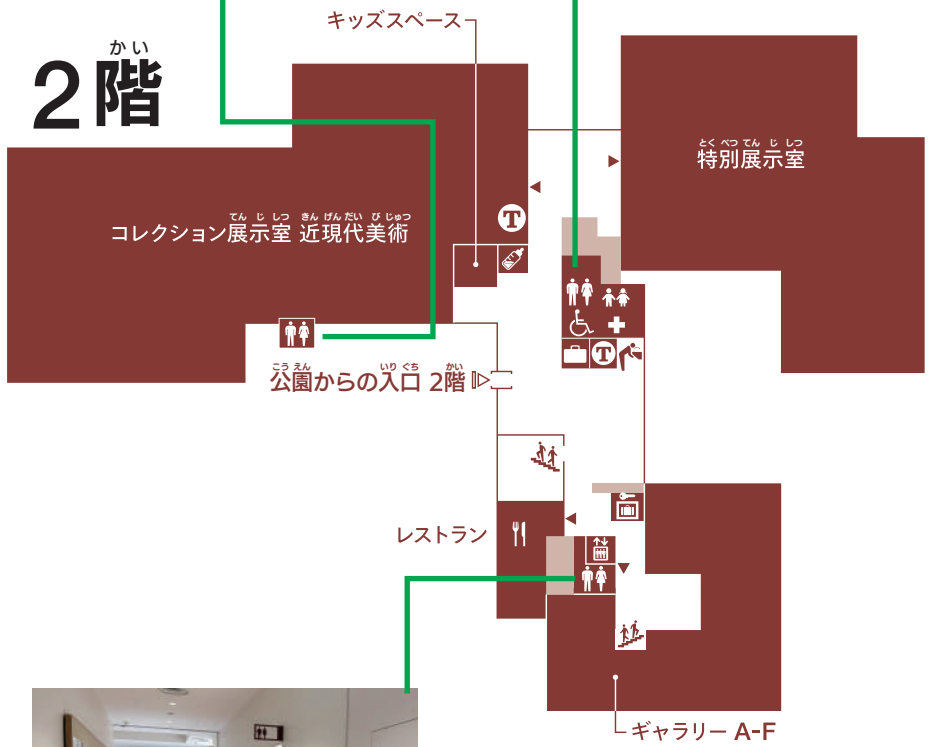 キッズスペース
かい
2階
とくべつてんじしつ
特別展示室
てんじしつ きんげんだいびじゅつ
コレクション展示室 近現代美術
T
T
こうえん いりぐち かい
公園からの入口 2階
レストラン
ギャラリー A-F